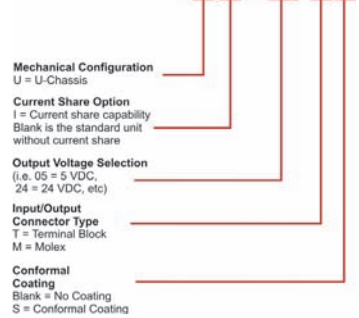 Mechanical Configuration
U = U-Chassis
Current Share Option
I = Current share capability
Blank is the standard unit
without current share
Output Voltage Selection
(i.e. 05 = 5 VDC,
24 = 24 VDC, etc)
Input/Output
Connector Type
T = Terminal Block
M = Molex
Conformal
Coating
Blank = No Coating
S = Conformal Coating